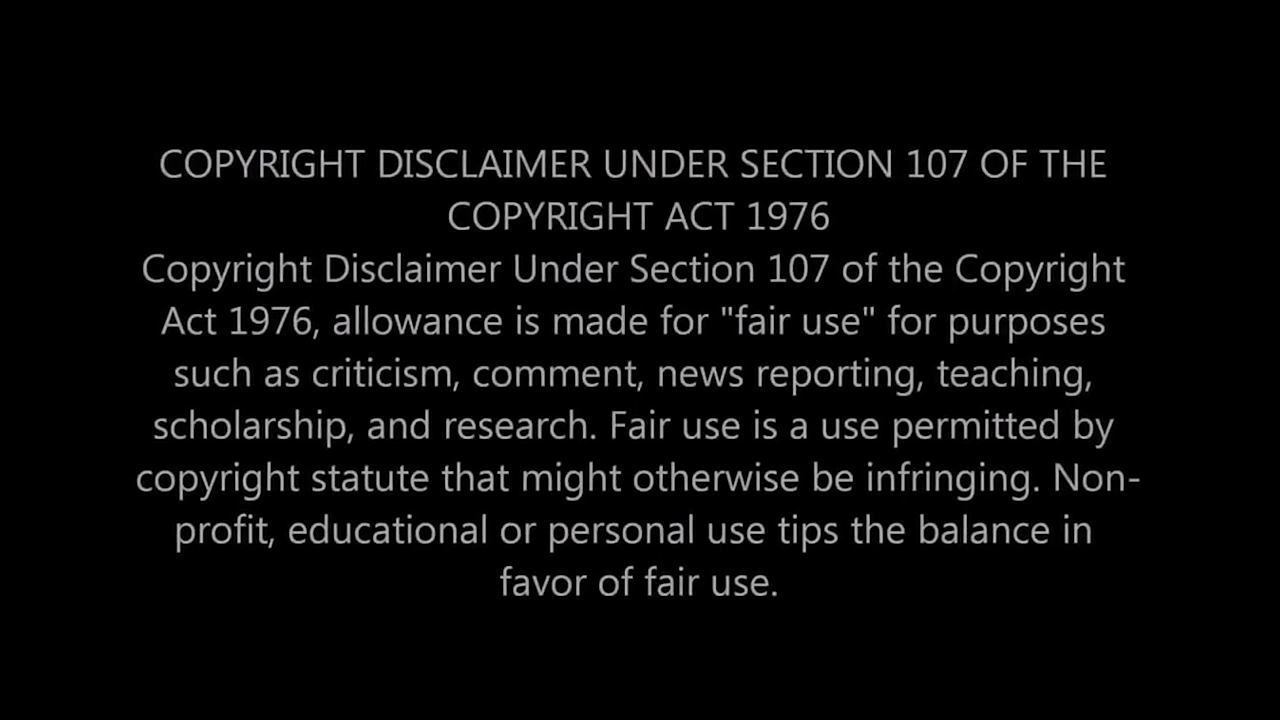 COPYRIGHT DISCLAIMER UNDER SECTION 107 OF THE
COPYRIGHT ACT 1976
Copyright Disclaimer Under Section 107 of the Copyright
Act 1976, allowance is made for "fair use" for purposes
such as criticism, comment, news reporting, teaching,
scholarship, and research. Fair use is a use permitted by
copyright statute that might otherwise be infringing. Non-
profit, educational or personal use tips the balance in
favor of fair use.